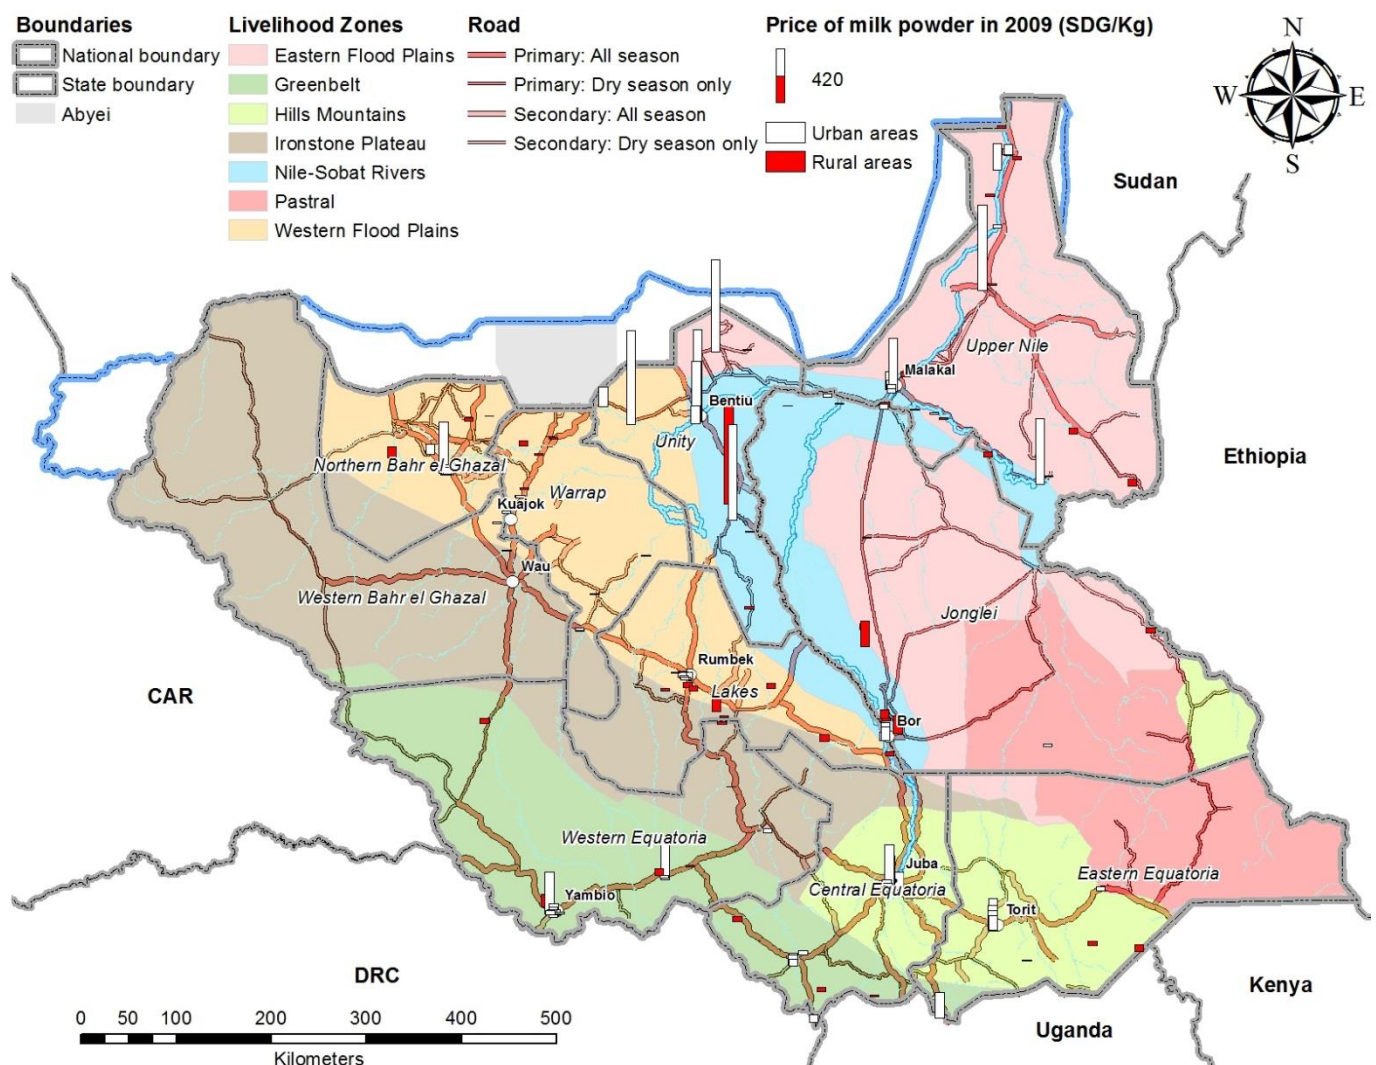 Boundaries
National boundary
State boundary
Abyei
Livelihood Zones
Eastern Flood Plains
Greenbelt
Hills Mountains
Ironstone Plateau
Nile-Sobat Rivers
Pastral
Western Flood Plains
Road
Primary: All season
Primary: Dry season only
Secondary: All season
Secondary: Dry season only
Price of milk powder in 2009 (SDG/Kg)
420
Urban areas
Rural areas
N
W E
S
Sudan
Upper Nile
Malakal
Bentiu
Unity
Ethiopia
Northern Bahr el-Ghazal
Warrap
Kuajok
Wau
Western Bahr el Ghazal
Jonglei
Rumbek
Lakes
CAR
Bor
Western Equatoria
Juba
Central Equatoria
Eastern Equatoria
Yambio
Torit
DRC
Kenya
Uganda
0 50 100 200 300 400 500
Kilometers